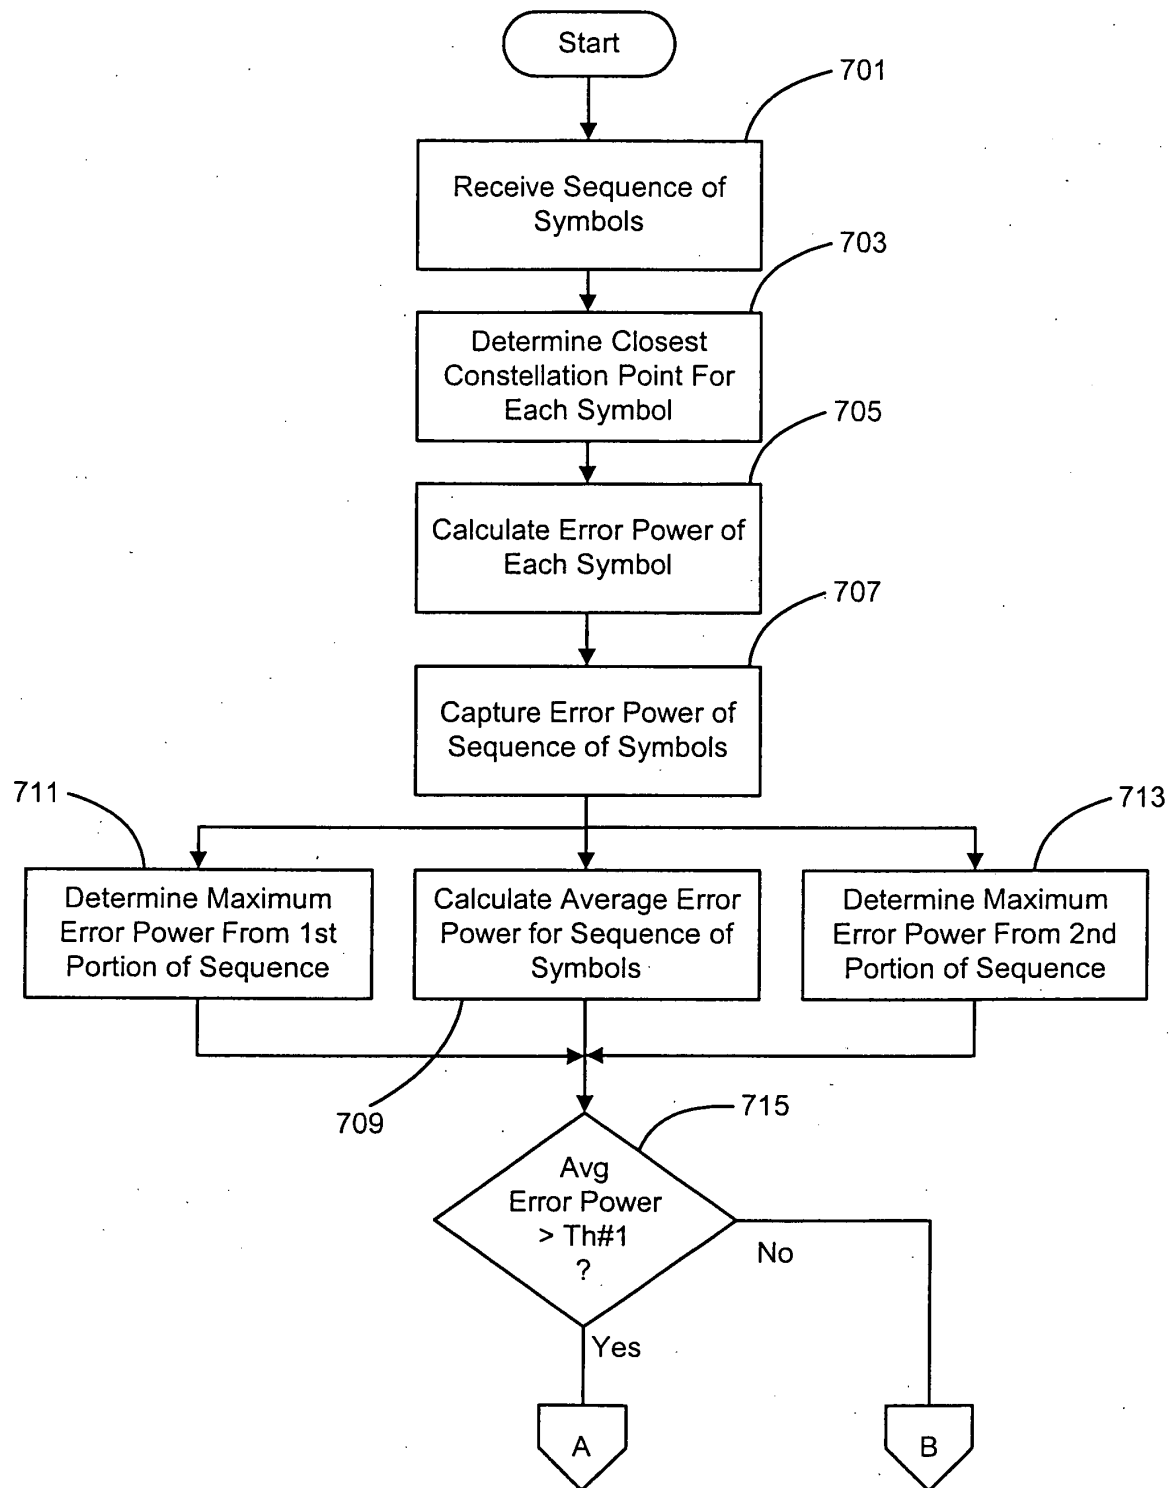 Start
701
Receive Sequence of
Symbols
703
Determine Closest
Constellation Point For
Each Symbol
705
Calculate Error Power of
Each Symbol
707
Capture Error Power of
Sequence of Symbols
711
713
Determine Maximum
Error Power From 1st
Portion of Sequence
Calculate Average Error
Power for Sequence of
Symbols
Determine Maximum
Error Power From 2nd
Portion of Sequence
709
715
Avg
Error Power
> Th#1
?
No
Yes
A
B